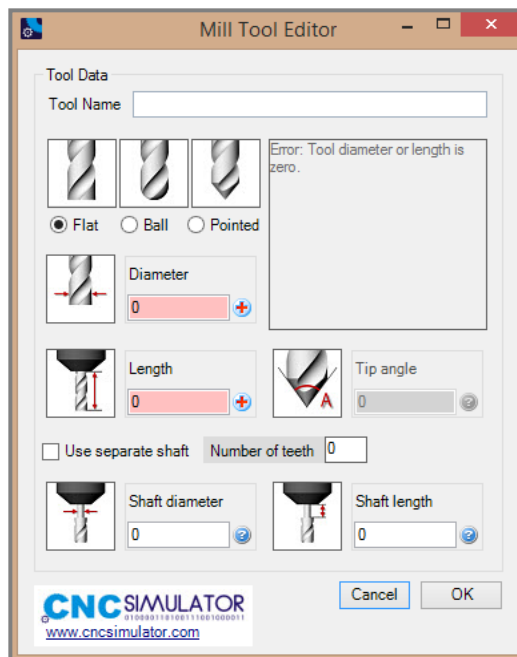 Mill Tool Editor
Tool Data
Tool Name
Error: Tool diameter or length is
zero.
Flat Ball Pointed
Diameter
0
Length
0
Tip angle
A
0
Use separate shaft Number of teeth 0
Shaft diameter
0
Shaft length
0
Cancel OK
CNC SIMULATOR
010000110100111001000011
www.cncsimulator.com